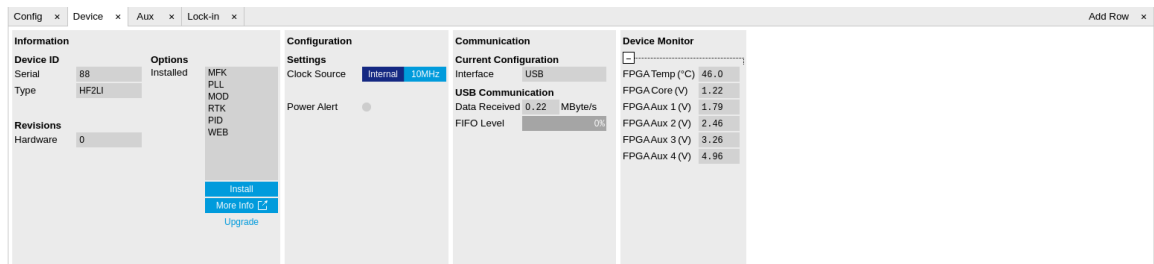 Config × Device × Aux × Lock-in × Add Row ×
Information
Device ID
Serial 88
Type HF2LI
Revisions
Hardware 0
Options
Installed
MFK
PLL
MOD
RTK
PID
WEB
Install
More Info
Upgrade
Configuration
Settings
Clock Source Internal 10MHz
Power Alert
Communication
Current Configuration
Interface USB
USB Communication
Data Received 0.22 MByte/s
FIFO Level 0%
Device Monitor
FPGA Temp (°C) 46.0
FPGA Core (V) 1.22
FPGA Aux 1 (V) 1.79
FPGA Aux 2 (V) 2.46
FPGA Aux 3 (V) 3.26
FPGA Aux 4 (V) 4.96